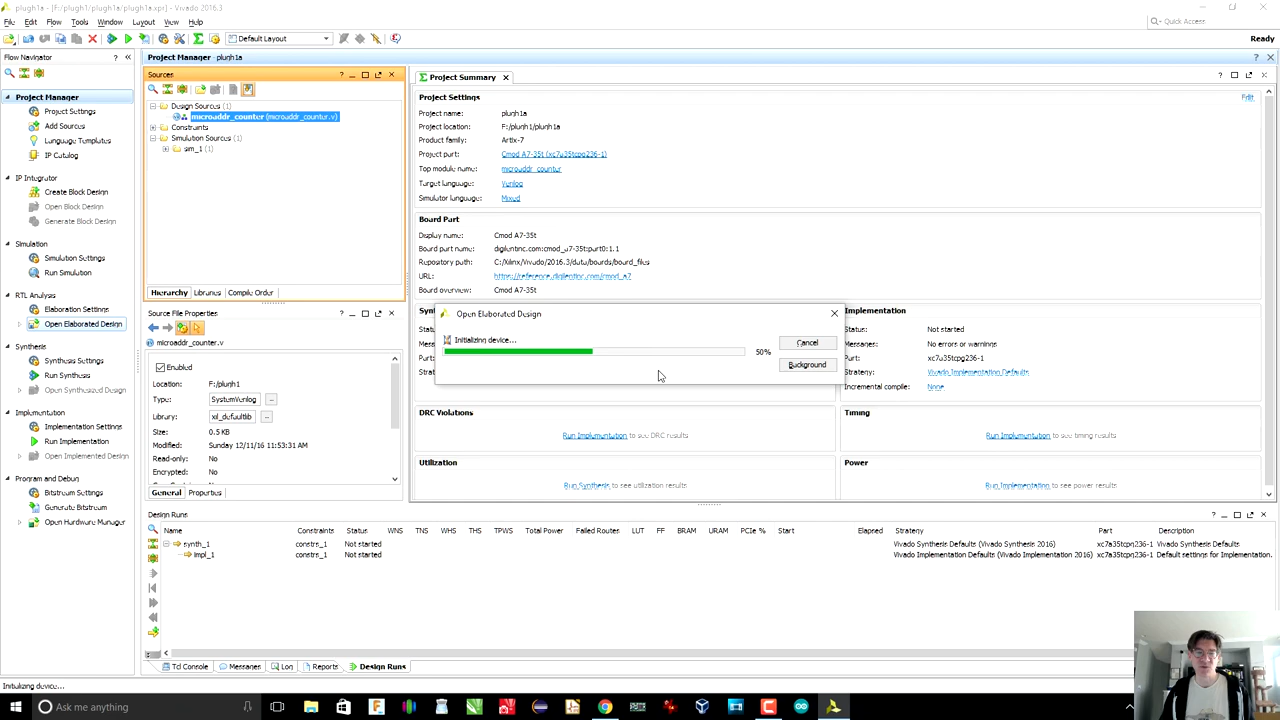 plugh1a - [F:/plugh1/plugh1a/plugh1a.xpr] - Vivado 2016.3
File Edit Flow Tools Window Layout View Help
Quick Access
Default Layout
Ready
Flow Navigator
Project Manager
Project Settings
Add Sources
Language Templates
IP Catalog
IP Integrator
Create Block Design
Open Block Design
Generate Block Design
Simulation
Simulation Settings
Run Simulation
RTL Analysis
Elaboration Settings
Open Elaborated Design
Synthesis
Synthesis Settings
Run Synthesis
Open Synthesized Design
Implementation
Implementation Settings
Run Implementation
Open Implemented Design
Program and Debug
Bitstream Settings
Generate Bitstream
Open Hardware Manager
Project Manager - plugh1a
Sources
Design Sources (1)
microaddr_counter (microaddr_counter.v)
Constraints
Simulation Sources (1)
sim_1 (1)
Hierarchy Libraries Compile Order
Source File Properties
microaddr_counter.v
Enabled
Location: F:/plugh1
Type: SystemVerilog
Library: xil_defaultlib
Size: 0.5 KB
Modified: Sunday 12/11/16 11:53:31 AM
Read-only: No
Encrypted: No
General Properties
Project Summary
Project Settings Edit
Project name: plugh1a
Project location: F:/plugh1/plugh1a
Product family: Artix-7
Project part: Cmod A7-35t (xc7a35tcpg236-1)
Top module name: microaddr_counter
Target language: Verilog
Simulator language: Mixed
Board Part
Display name: Cmod A7-35t
Board part name: digilentinc.com:cmod_a7-35t:part0:1.1
Repository path: C:/Xilinx/Vivado/2016.3/data/boards/board_files
URL: https://reference.digilentinc.com/cmod_a7
Board overview: Cmod A7-35t
Open Elaborated Design
Initializing device...
50%
Cancel
Background
Implementation
Status: Not started
Messages: No errors or warnings
Part: xc7a35tcpg236-1
Strategy: Vivado Implementation Defaults
Incremental compile: None
DRC Violations
Run Implementation to see DRC results
Timing
Run Implementation to see timing results
Utilization
Run Synthesis to see utilization results
Power
Run Implementation to see power results
Design Runs
Name Constraints Status WNS TNS WHS THS TPWS Total Power Failed Routes LUT FF BRAM URAM DSP Start Elapsed Strategy Part Description
synth_1 constrs_1 Not started Vivado Synthesis Defaults (Vivado Synthesis 2016) xc7a35tcpg236-1 Vivado Synthesis Defaults
impl_1 constrs_1 Not started Vivado Implementation Defaults (Vivado Implementation 2016) xc7a35tcpg236-1 Default settings for Implementation.
Tcl Console Messages Log Reports Design Runs
Initializing device...
Ask me anything